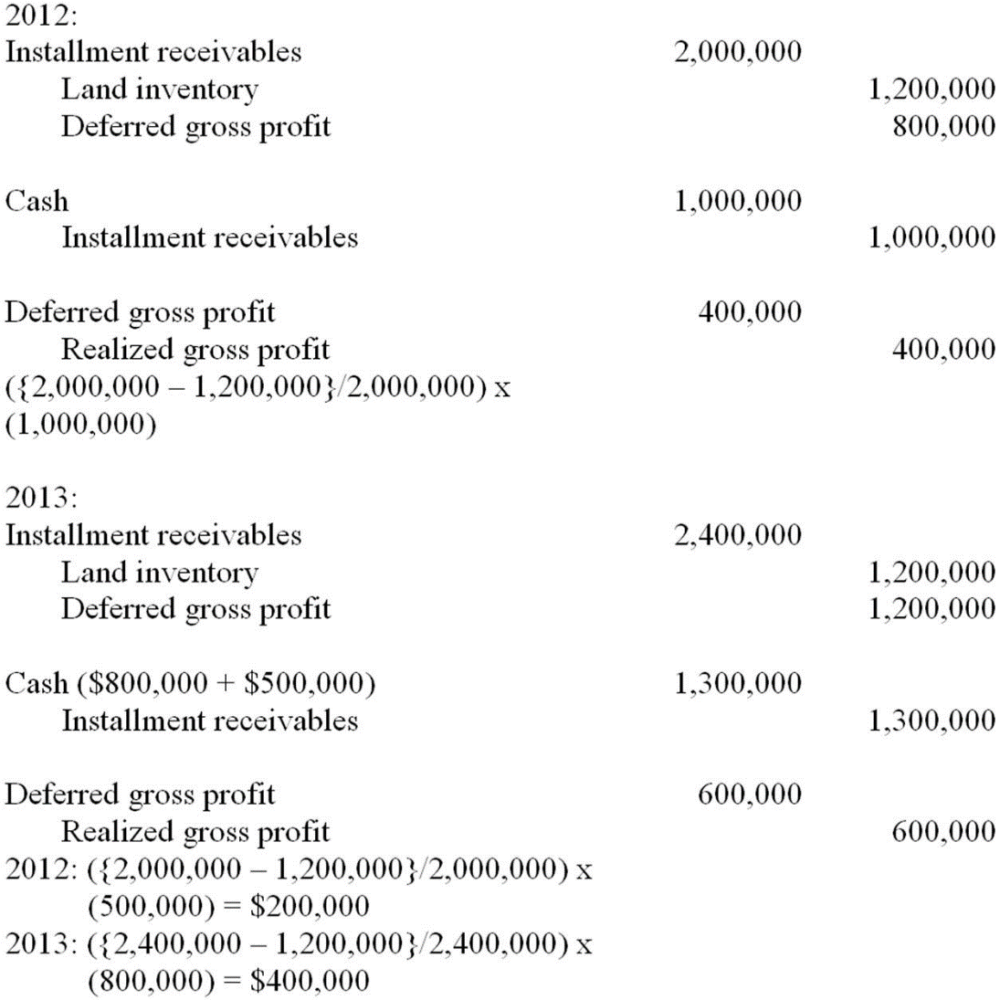 2012:
Installment receivables 2,000,000
Land inventory 1,200,000
Deferred gross profit 800,000
Cash 1,000,000
Installment receivables 1,000,000
Deferred gross profit 400,000
Realized gross profit 400,000
({2,000,000 – 1,200,000}/2,000,000) x
(1,000,000)
2013:
Installment receivables 2,400,000
Land inventory 1,200,000
Deferred gross profit 1,200,000
Cash ($800,000 + $500,000) 1,300,000
Installment receivables 1,300,000
Deferred gross profit 600,000
Realized gross profit 600,000
2012: ({2,000,000 – 1,200,000}/2,000,000) x
(500,000) = $200,000
2013: ({2,400,000 – 1,200,000}/2,400,000) x
(800,000) = $400,000